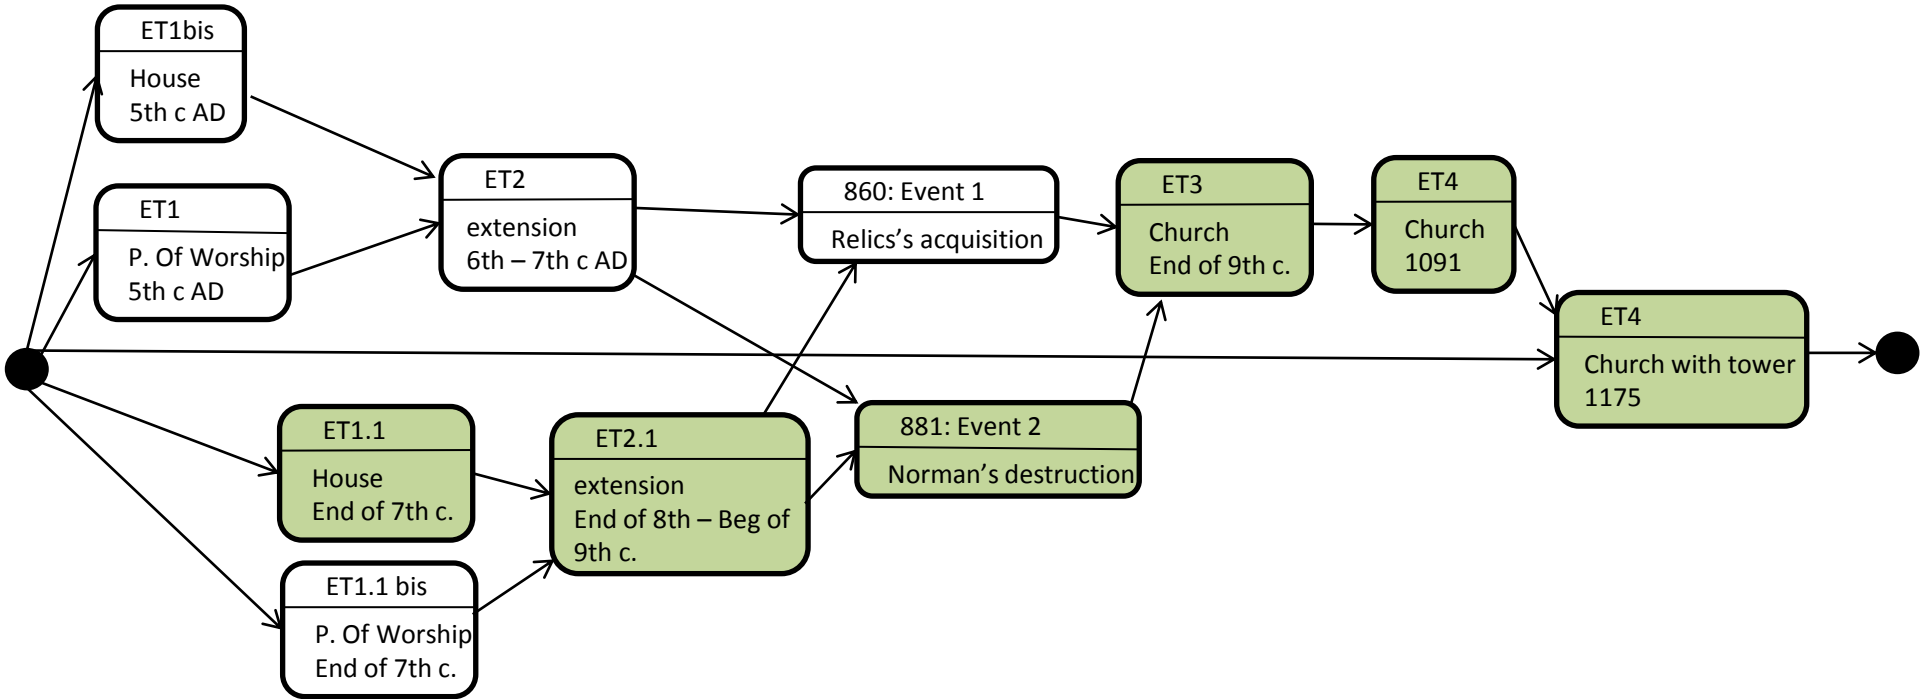 ET1bis
House
5th c AD
ET1
P. Of Worship
5th c AD
ET2
extension
6th – 7th c AD
860: Event 1
Relics's acquisition
ET3
Church
End of 9th c.
ET4
Church
1091
ET4
Church with tower
1175
ET1.1
House
End of 7th c.
ET2.1
extension
End of 8th – Beg of
9th c.
881: Event 2
Norman's destruction
ET1.1 bis
P. Of Worship
End of 7th c.